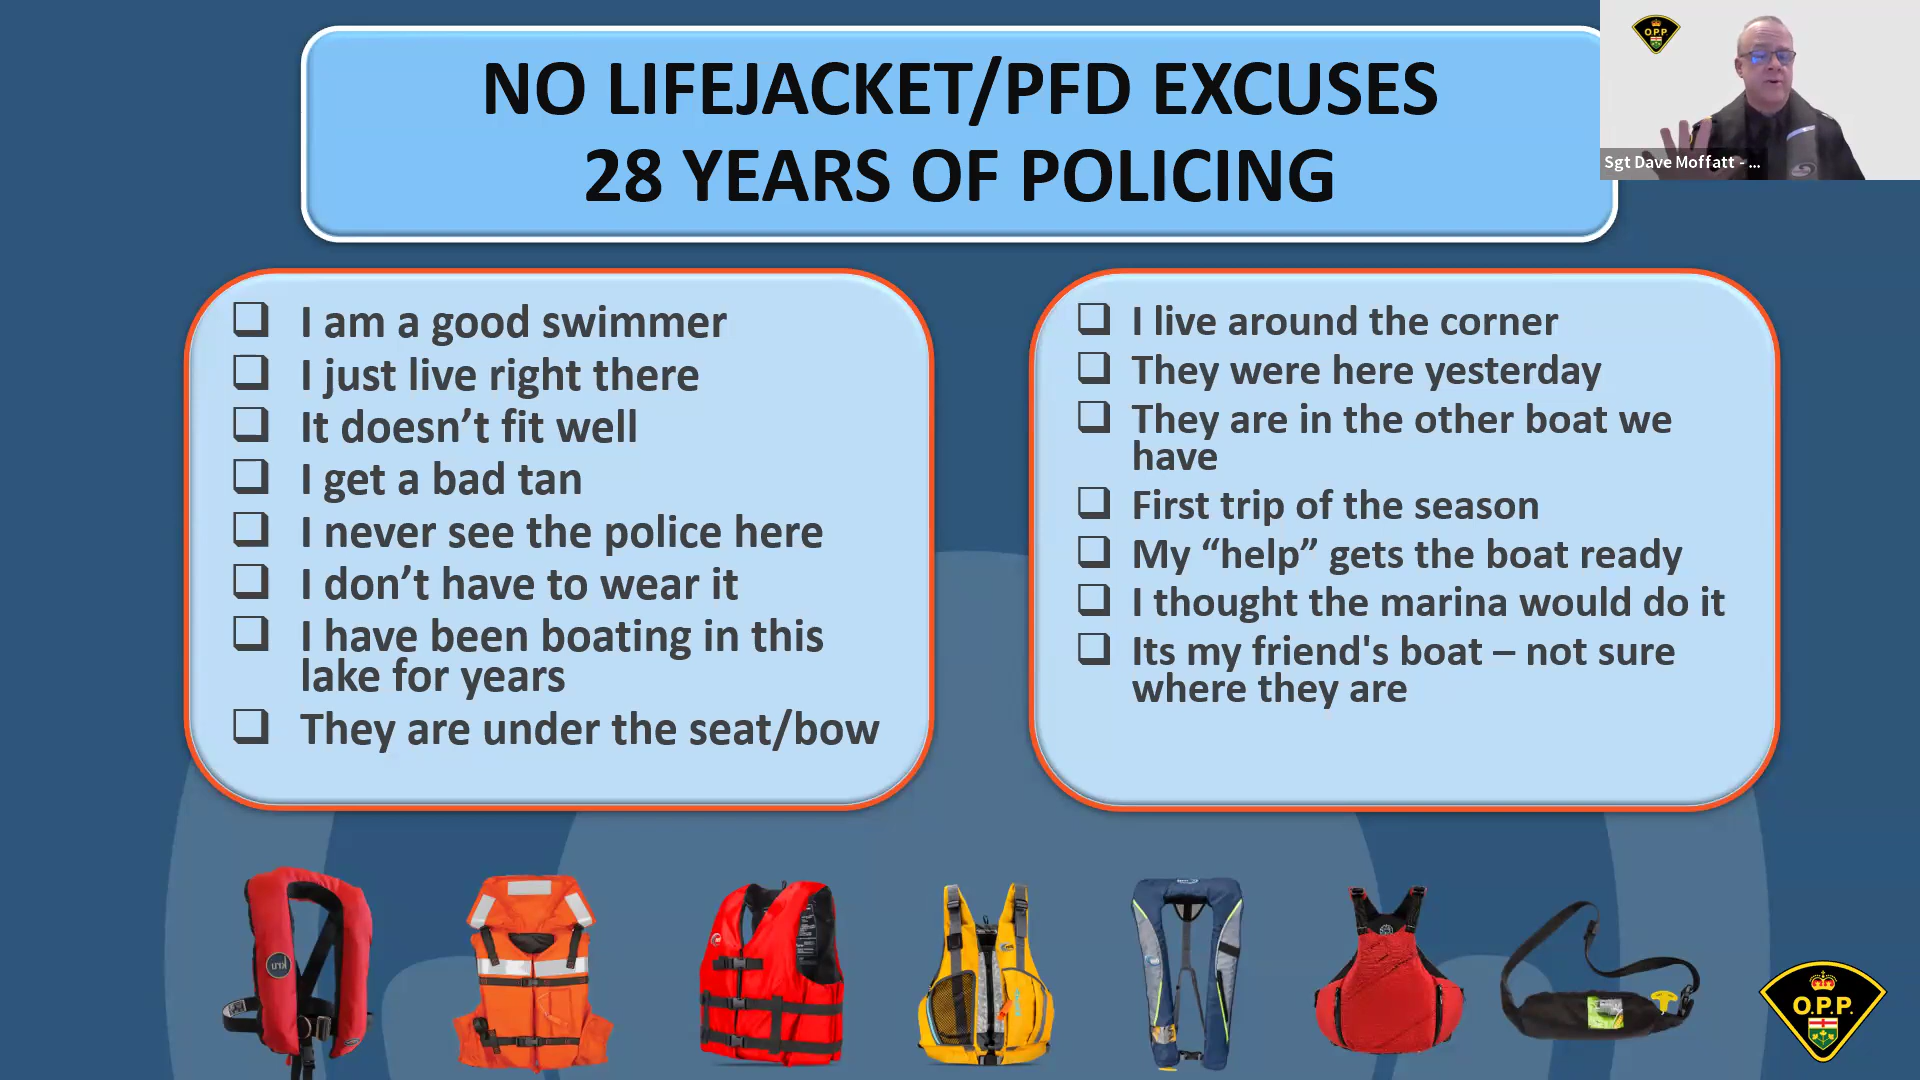 NO LIFEJACKET/PFD EXCUSES
28 YEARS OF POLICING
OPP
Sgt Dave Moffatt - ...
I am a good swimmer
I just live right there
It doesn’t fit well
I get a bad tan
I never see the police here
I don’t have to wear it
I have been boating in this
lake for years
They are under the seat/bow
I live around the corner
They were here yesterday
They are in the other boat we
have
First trip of the season
My “help” gets the boat ready
I thought the marina would do it
Its my friend's boat – not sure
where they are
O.P.P.